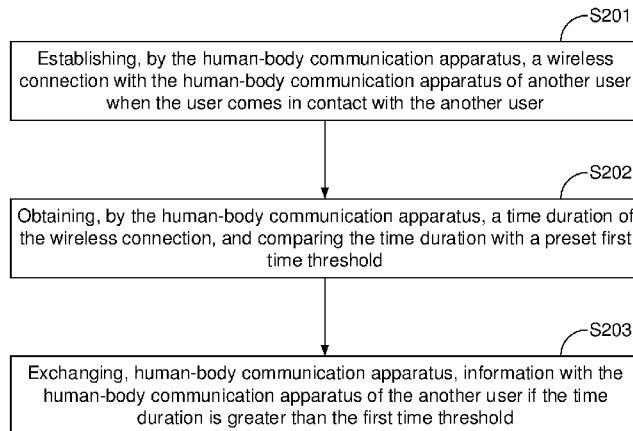 S201
Establishing, by the human-body communication apparatus, a wireless
connection with the human-body communication apparatus of another user
when the user comes in contact with the another user
S202
Obtaining, by the human-body communication apparatus, a time duration of
the wireless connection, and comparing the time duration with a preset first
time threshold
S203
Exchanging, human-body communication apparatus, information with the
human-body communication apparatus of the another user if the time
duration is greater than the first time threshold